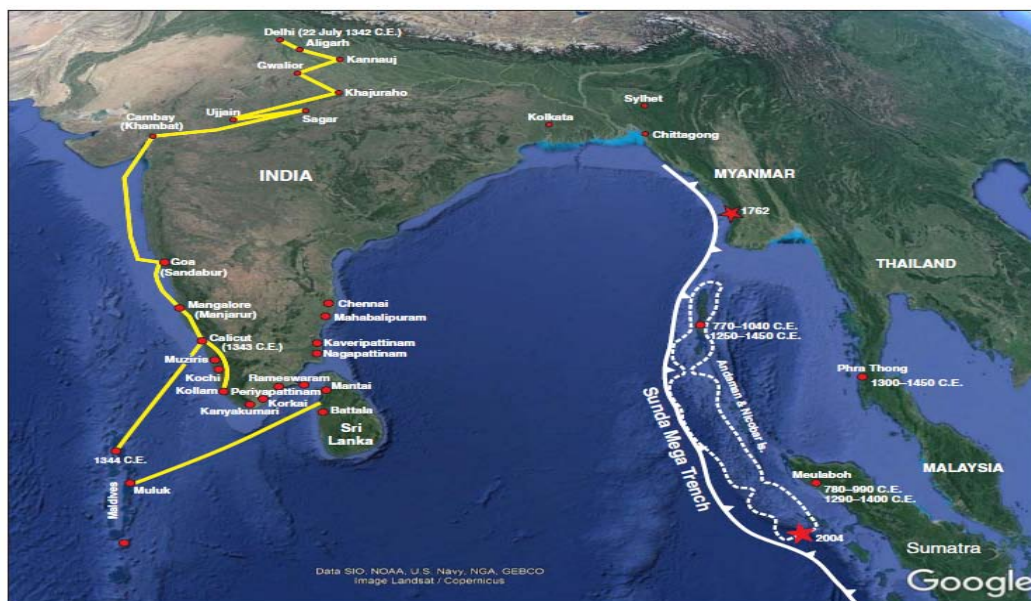 Delhi (22 July 1342 C.E.)
Aligarh
Kannauj
Gwalior
Khajuraho
Ujjain
Sagar
Cambay
(Khambat)
Sylhet
Kolkata
Chittagong
INDIA
MYANMAR
1762
Goa
(Sandabur)
THAILAND
Mangalore
(Manjarur)
Chennai
Mahabalipuram
Calicut
(1343 C.E.)
Kaveripattinam
Nagapattinam
770–1040 C.E.
1250–1450 C.E.
Muziris
Kochi
Kollam
Rameswaram
Periyapattinam
Mantai
Korkai
Kanyakumari
Battala
Sri
Lanka
Phra Thong
1300–1450 C.E.
Andaman & Nicobar Is.
Sunda Mega Trench
1344 C.E.
Muluk
Maldives
Meulaboh
780–990 C.E.
1290–1400 C.E.
MALAYSIA
2004
Sumatra
Data SIO, NOAA, U.S. Navy, NGA, GEBCO
Image Landsat / Copernicus
Google